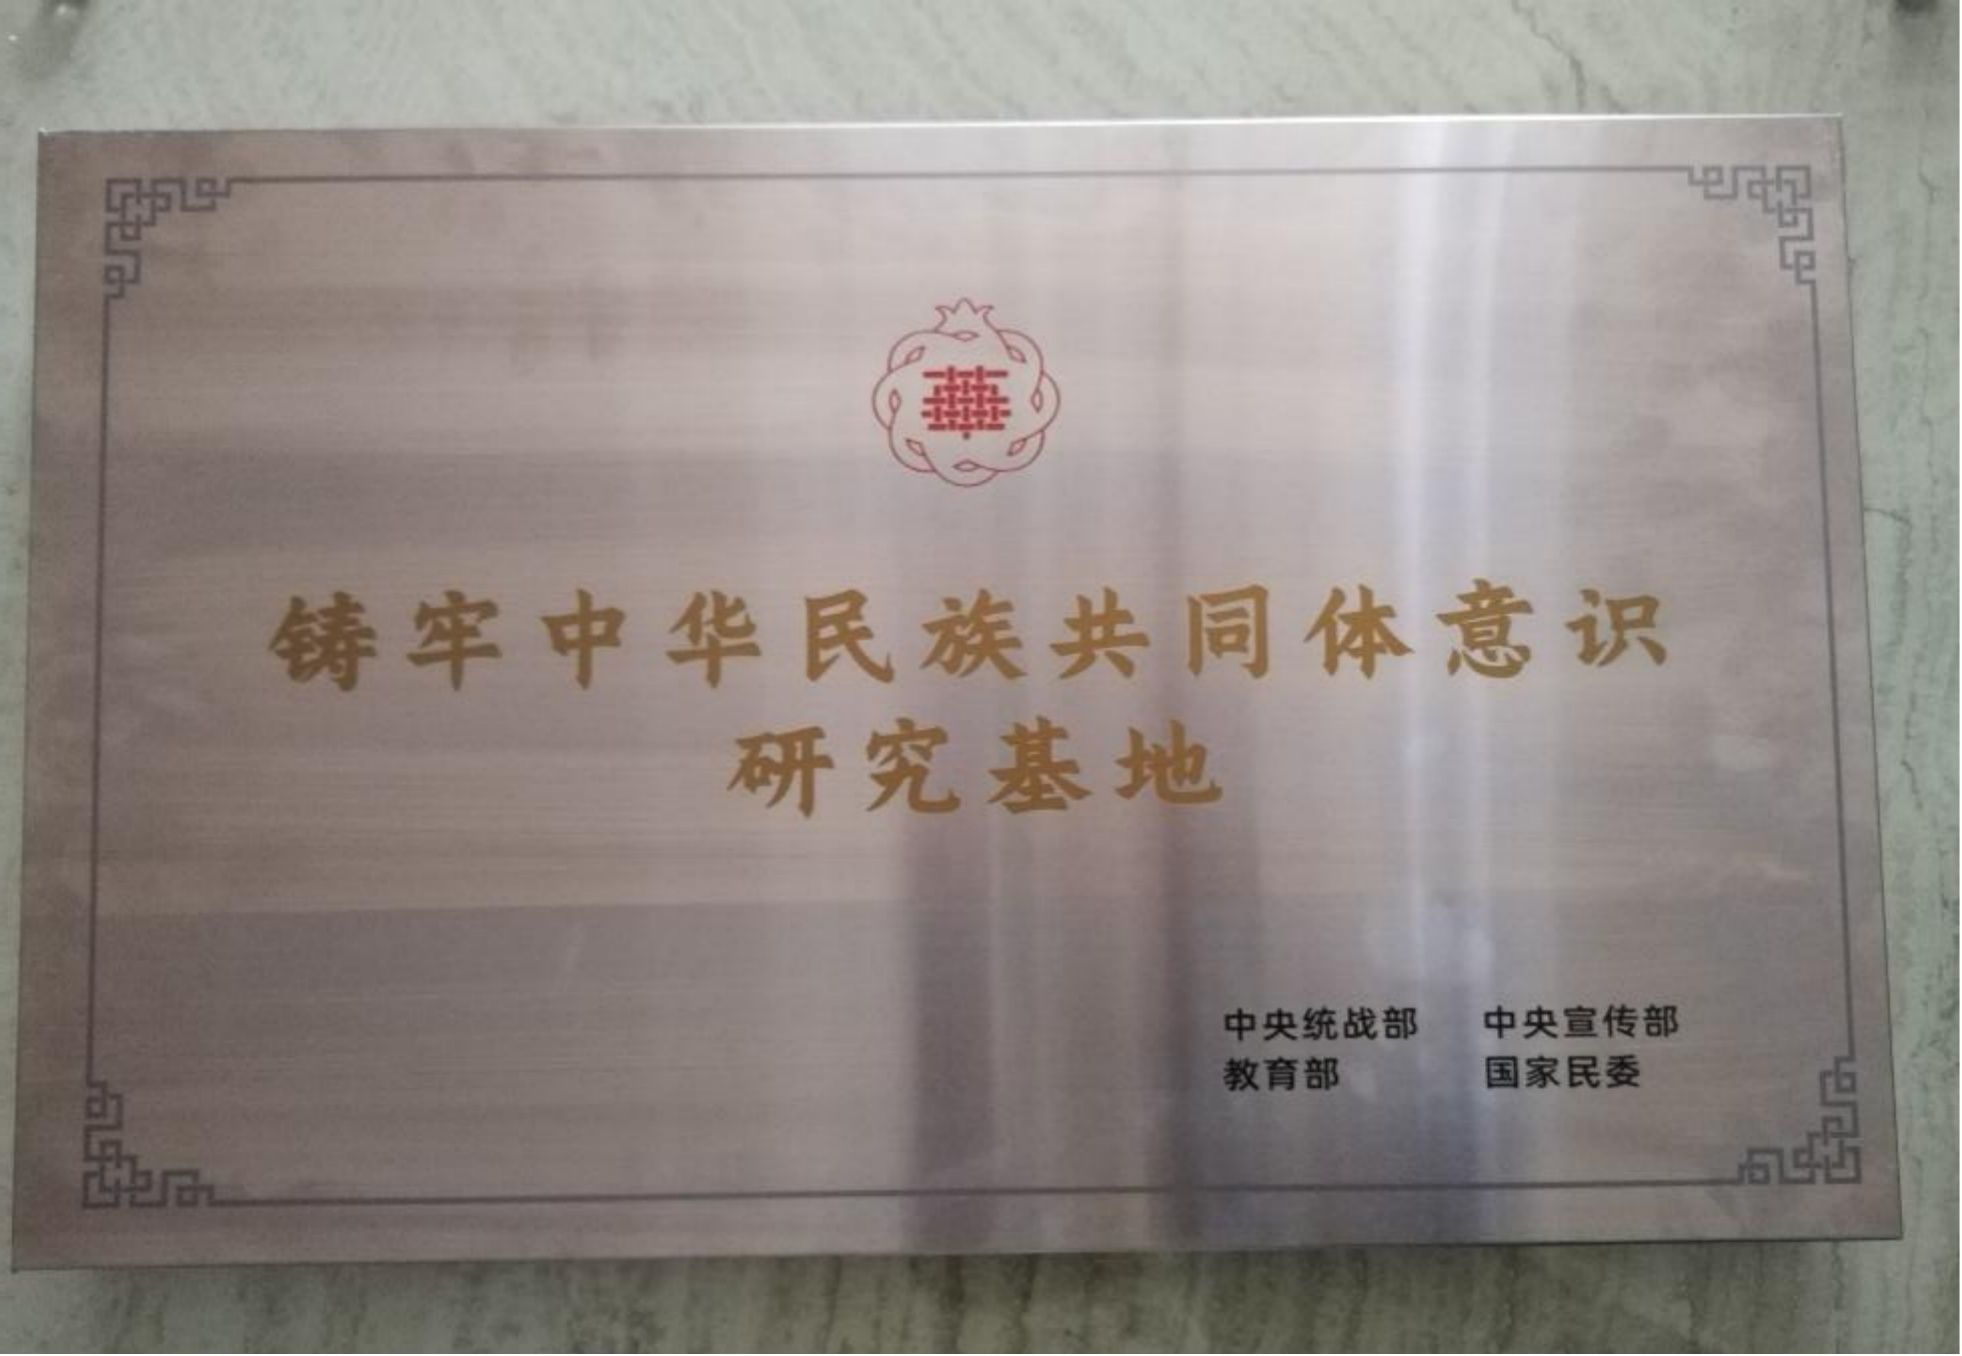 铸牢中华民族共同体意识
研究基地
中央统战部 中央宣传部
教育部 国家民委